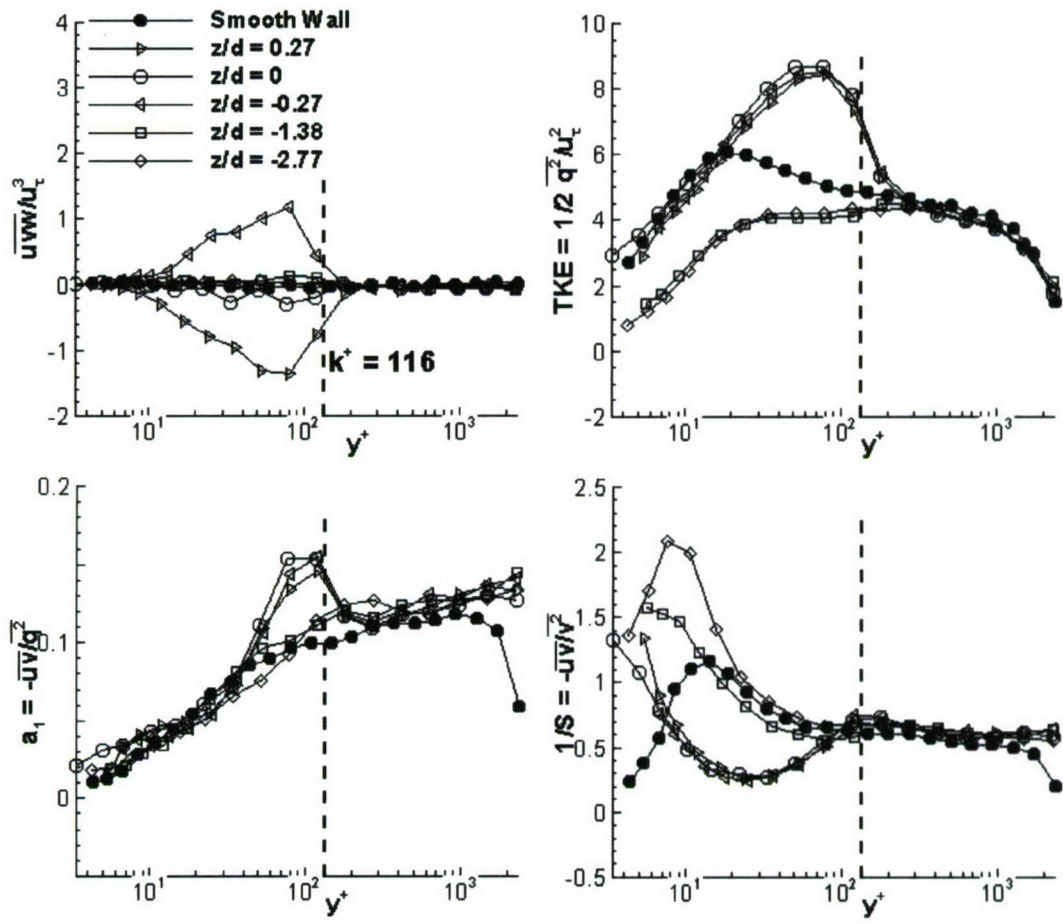 Smooth Wall
z/d = 0.27
z/d = 0
z/d = -0.27
z/d = -1.38
z/d = -2.77
4
3
2
1
0
-1
-2
uvw/u³τ
k⁺ = 116
10¹
10²
10³
y⁺
10
8
6
4
2
0
-2
TKE = 1/2 q²/u²τ
10¹
10²
10³
y⁺
0.2
0.1
0
a₁ = -uv/q²
10¹
10²
10³
y⁺
2.5
2
1.5
1
0.5
0
-0.5
1/S = -uv/v²
10¹
10²
10³
y⁺